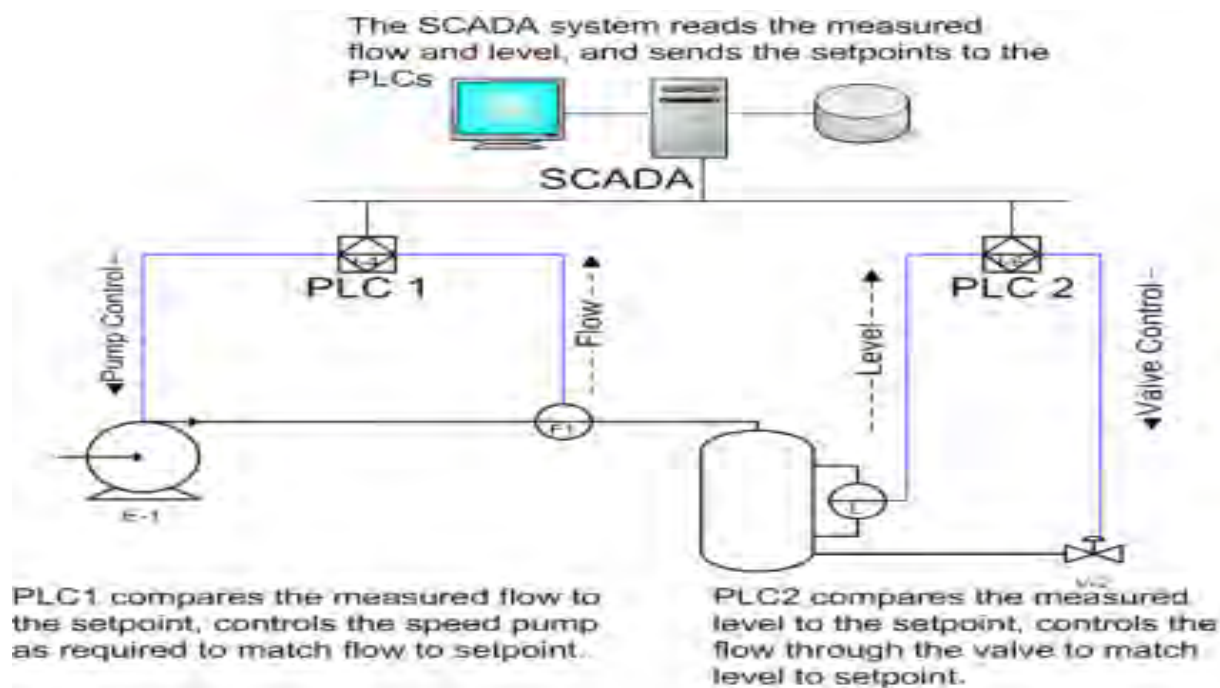 The SCADA system reads the measured
flow and level, and sends the setpoints to the
PLCs
SCADA
PLC 1
PLC 2
Pump Control
Flow
Level
Valve Control
F1
E-1
L
V-2
PLC1 compares the measured flow to
the setpoint, controls the speed pump
as required to match flow to setpoint.
PLC2 compares the measured
level to the setpoint, controls the
flow through the valve to match
level to setpoint.